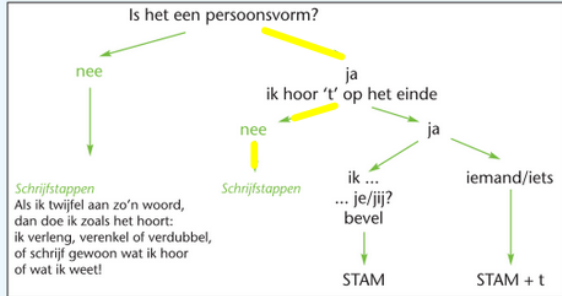 Is het een persoonsvorm?
nee
ja
ik hoor ‘t’ op het einde
nee
ja
Schrijfstappen
Als ik twijfel aan zo’n woord,
dan doe ik zoals het hoort:
ik verleng, verenkel of verdubbel,
of schrijf gewoon wat ik hoor
of wat ik weet!
Schrijfstappen
ik ...
... je/jij?
bevel
iemand/iets
STAM
STAM + t